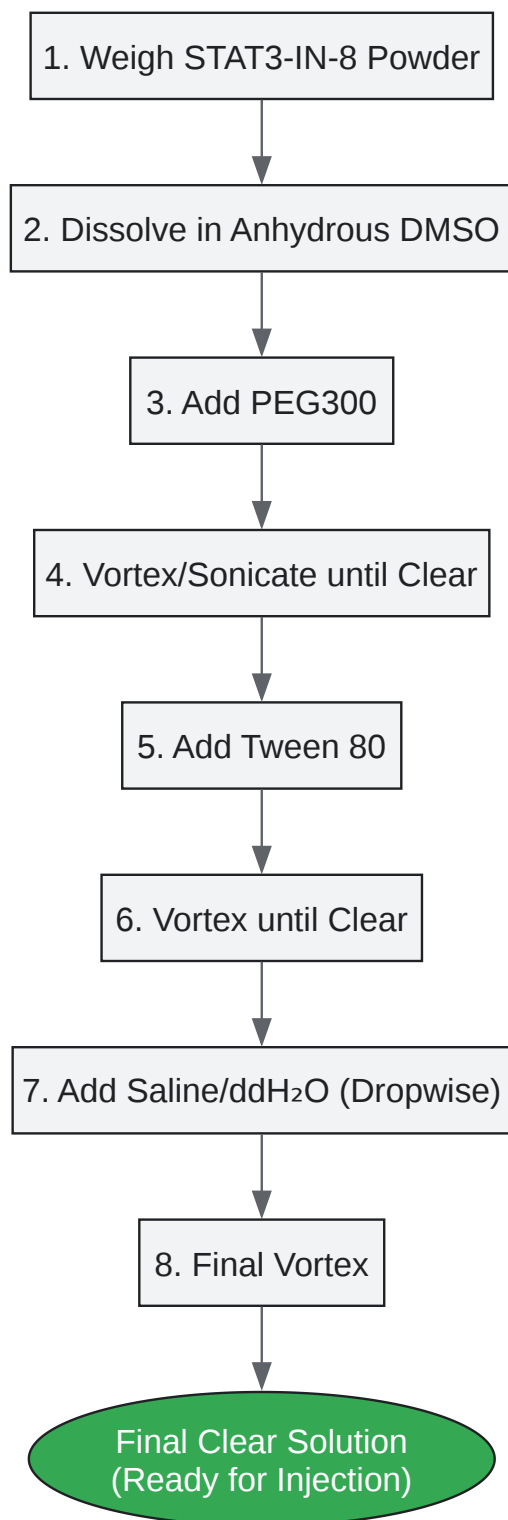 1. Weigh STAT3-IN-8 Powder
2. Dissolve in Anhydrous DMSO
3. Add PEG300
4. Vortex/Sonicate until Clear
5. Add Tween 80
6. Vortex until Clear
7. Add Saline/ddH₂O (Dropwise)
8. Final Vortex
Final Clear Solution
(Ready for Injection)